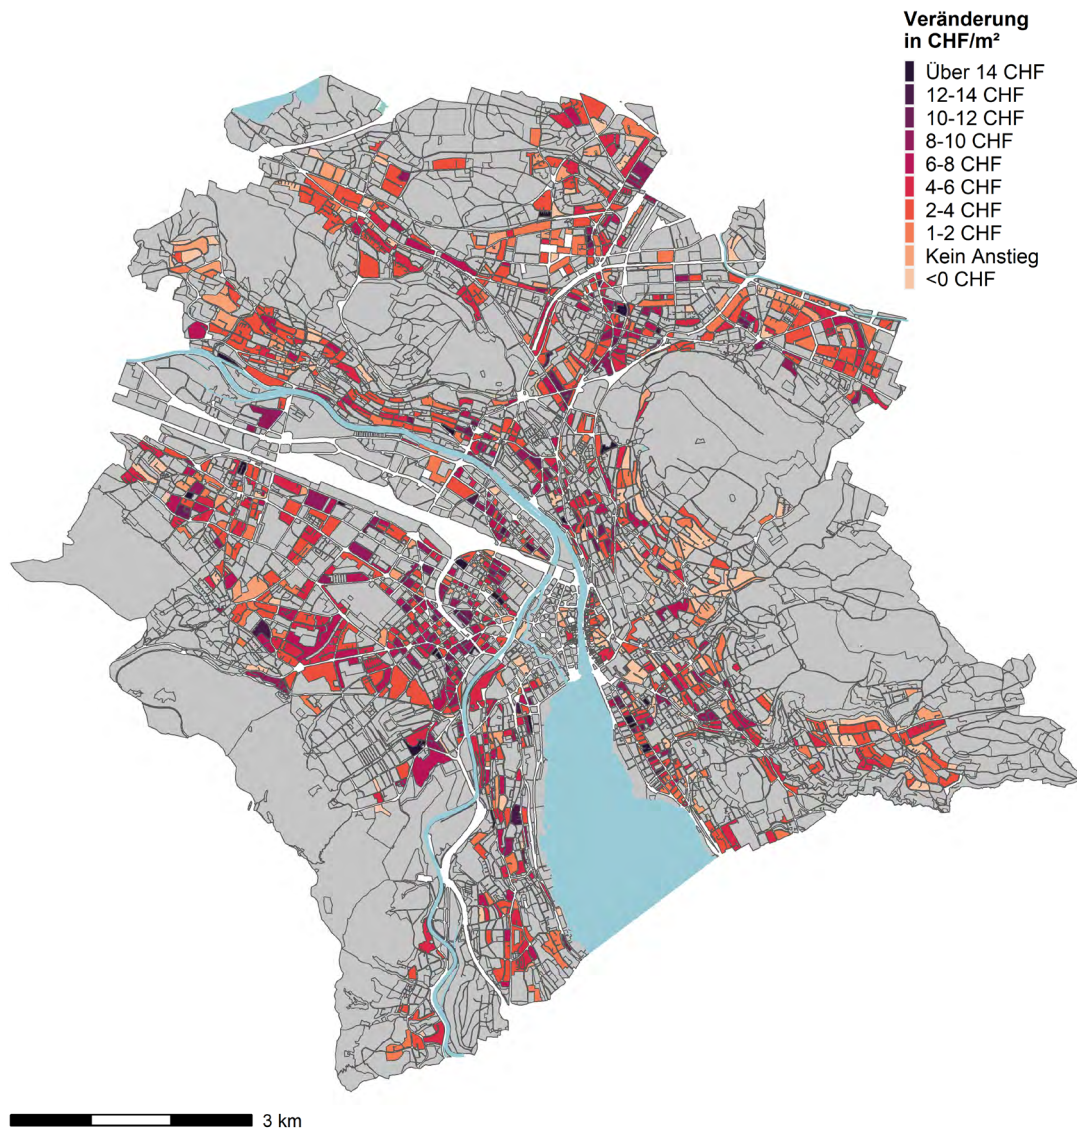 Veränderung
in CHF/m²
Über 14 CHF
12-14 CHF
10-12 CHF
8-10 CHF
6-8 CHF
4-6 CHF
2-4 CHF
1-2 CHF
Kein Anstieg
<0 CHF
3 km